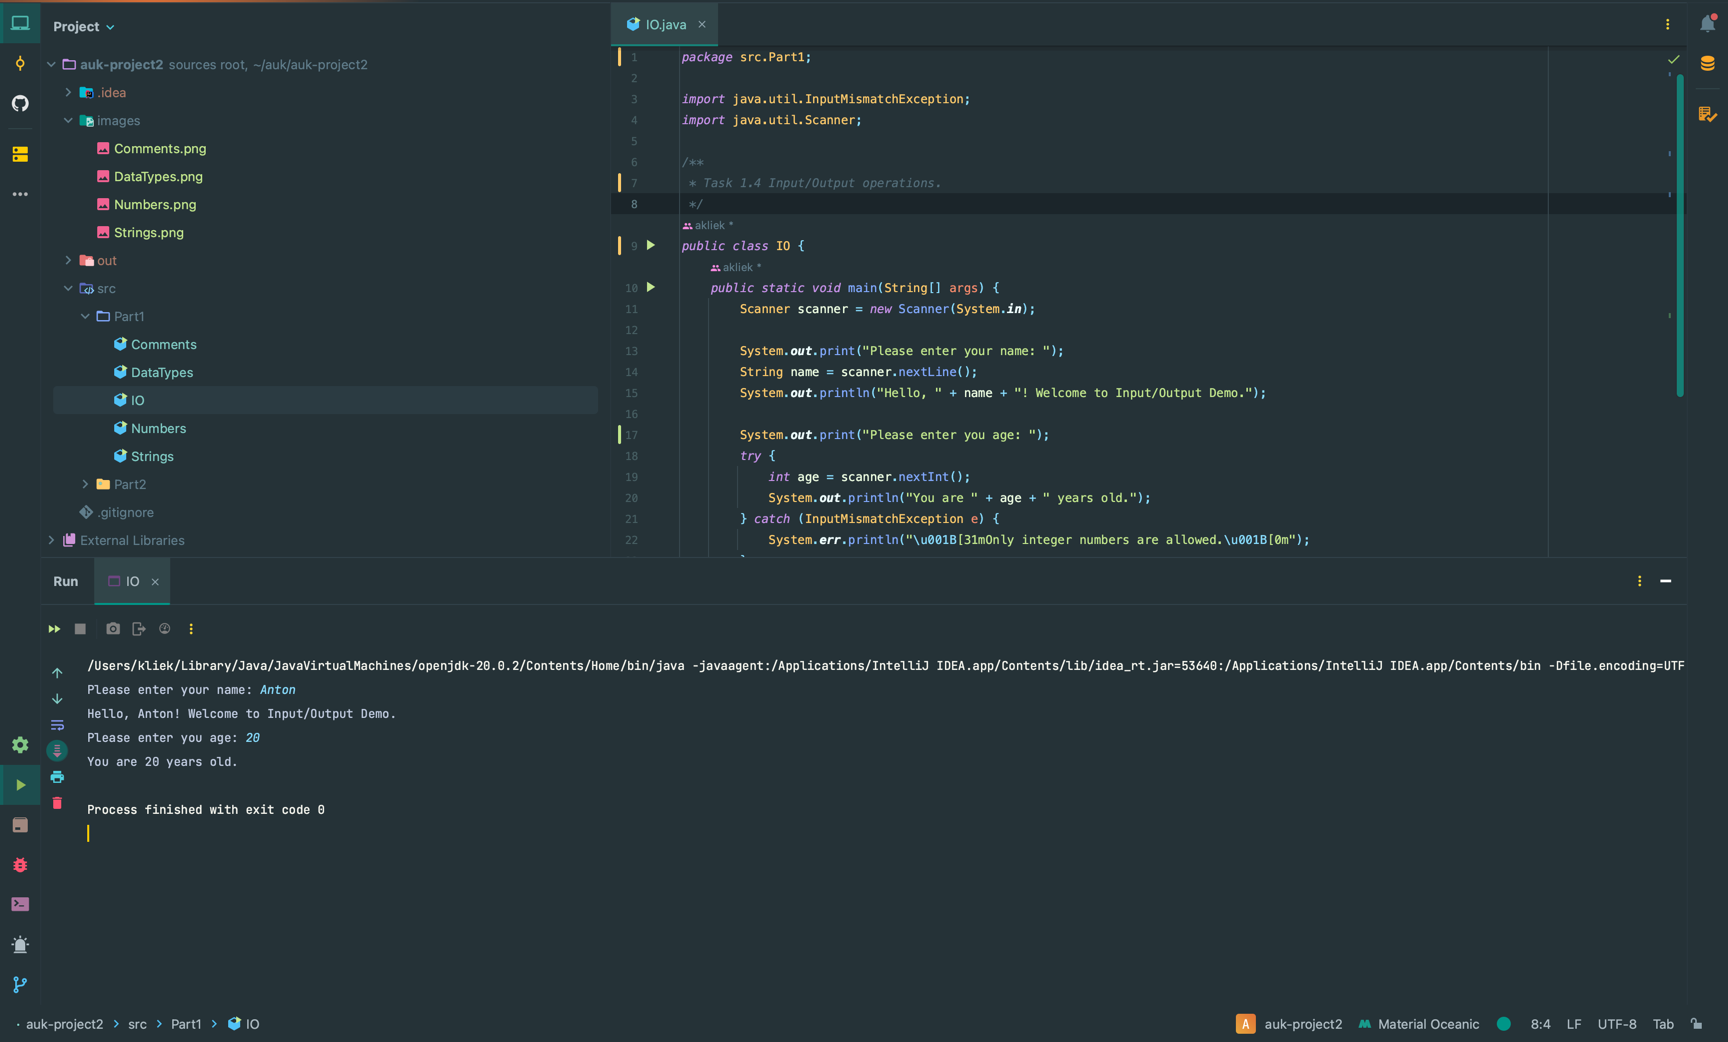 Project
auk-project2 sources root, ~/auk/auk-project2
.idea
images
Comments.png
DataTypes.png
Numbers.png
Strings.png
out
src
Part1
Comments
DataTypes
IO
Numbers
Strings
Part2
.gitignore
External Libraries
IO.java
1 package src.Part1;
2
3 import java.util.InputMismatchException;
4 import java.util.Scanner;
5
6 /**
7 * Task 1.4 Input/Output operations.
8 */
akliek *
9 public class IO {
akliek *
10 public static void main(String[] args) {
11 Scanner scanner = new Scanner(System.in);
12
13 System.out.print("Please enter your name: ");
14 String name = scanner.nextLine();
15 System.out.println("Hello, " + name + "! Welcome to Input/Output Demo.");
16
17 System.out.print("Please enter you age: ");
18 try {
19 int age = scanner.nextInt();
20 System.out.println("You are " + age + " years old.");
21 } catch (InputMismatchException e) {
22 System.err.println("\u001B[31mOnly integer numbers are allowed.\u001B[0m");
Run IO
/Users/kliek/Library/Java/JavaVirtualMachines/openjdk-20.0.2/Contents/Home/bin/java -javaagent:/Applications/IntelliJ IDEA.app/Contents/lib/idea_rt.jar=53640:/Applications/IntelliJ IDEA.app/Contents/bin -Dfile.encoding=UTF
Please enter your name: Anton
Hello, Anton! Welcome to Input/Output Demo.
Please enter you age: 20
You are 20 years old.
Process finished with exit code 0
auk-project2 > src > Part1 > IO
A auk-project2 Material Oceanic 8:4 LF UTF-8 Tab